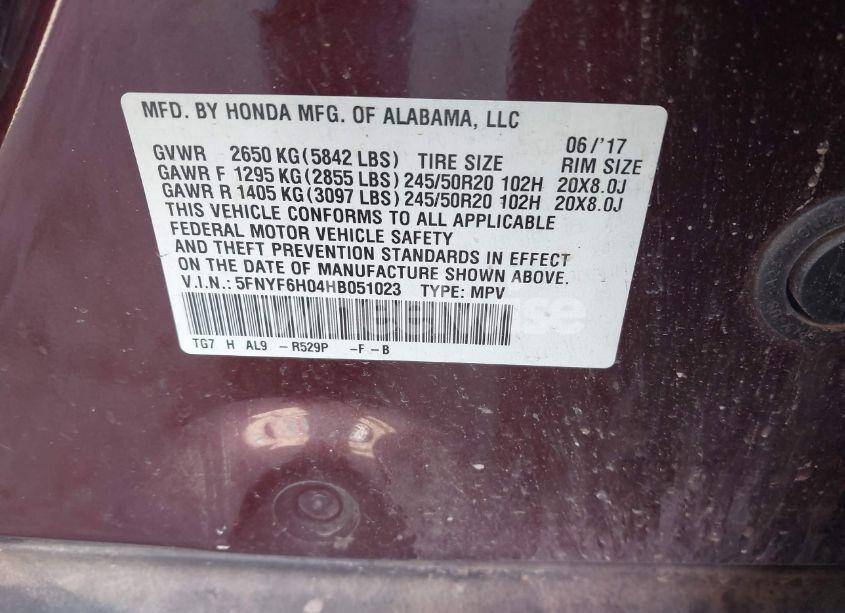 MFD. BY HONDA MFG. OF ALABAMA, LLC
06/'17
GVWR 2650 KG(5842 LBS) TIRE SIZE RIM SIZE
GAWR F 1295 KG(2855 LBS)245/50R20 102H 20X8.0J
GAWR R 1405 KG(3097 LBS)245/50R20 102H 20X8.0J
THIS VEHICLE CONFORMS TO ALL APPLICABLE
FEDERAL MOTOR VEHICLE SAFETY
AND THEFT PREVENTION STANDARDS IN EFFECT
ON THE DATE OF MANUFACTURE SHOWN ABOVE.
V.I.N.: 5FNYF6H04HB051023 TYPE: MPV
TG7 H AL9 -R529P -F-B